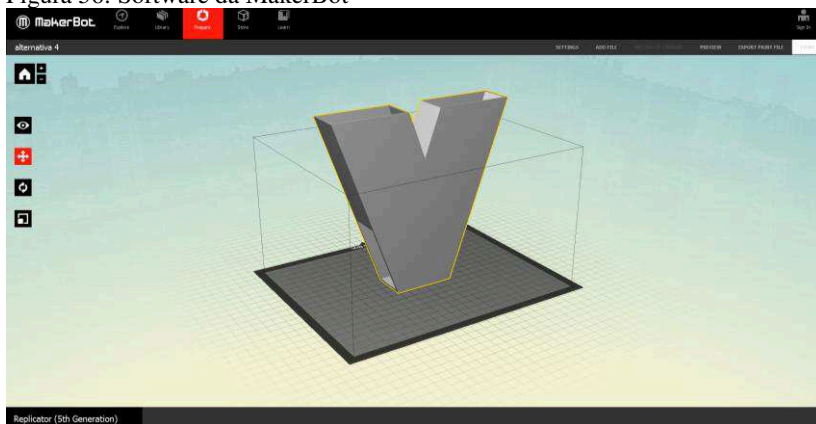 Figura 50: Software da MakerBot
MakerBot.
Explore Library Prepare Store Learn
Sign In
alternativa 4
SETTINGS ADD FILE PREVIEW EXPORT PRINT FILE
Replicator (5th Generation)